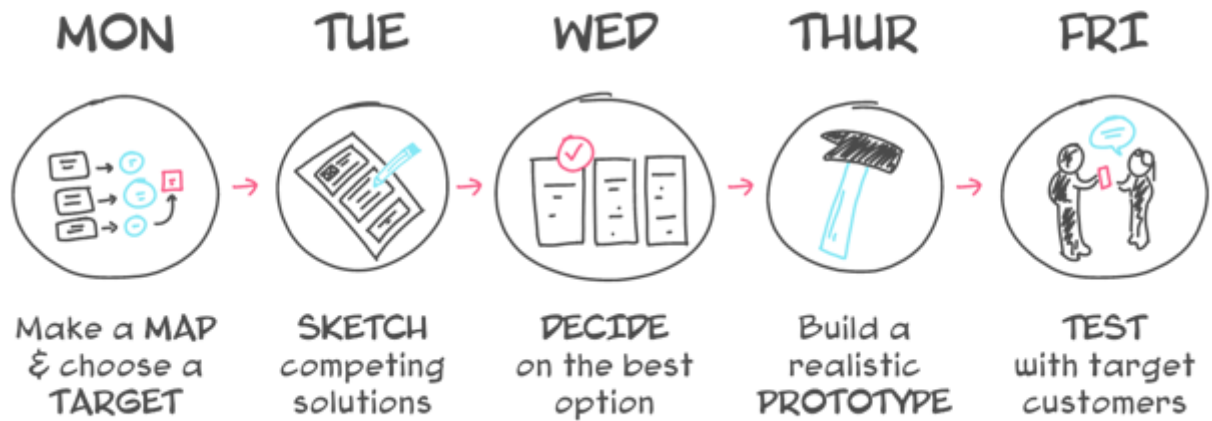 MON
TUE
WED
THUR
FRI
Make a MAP
& choose a
TARGET
SKETCH
competing
solutions
DECIDE
on the best
option
Build a
realistic
PROTOTYPE
TEST
with target
customers